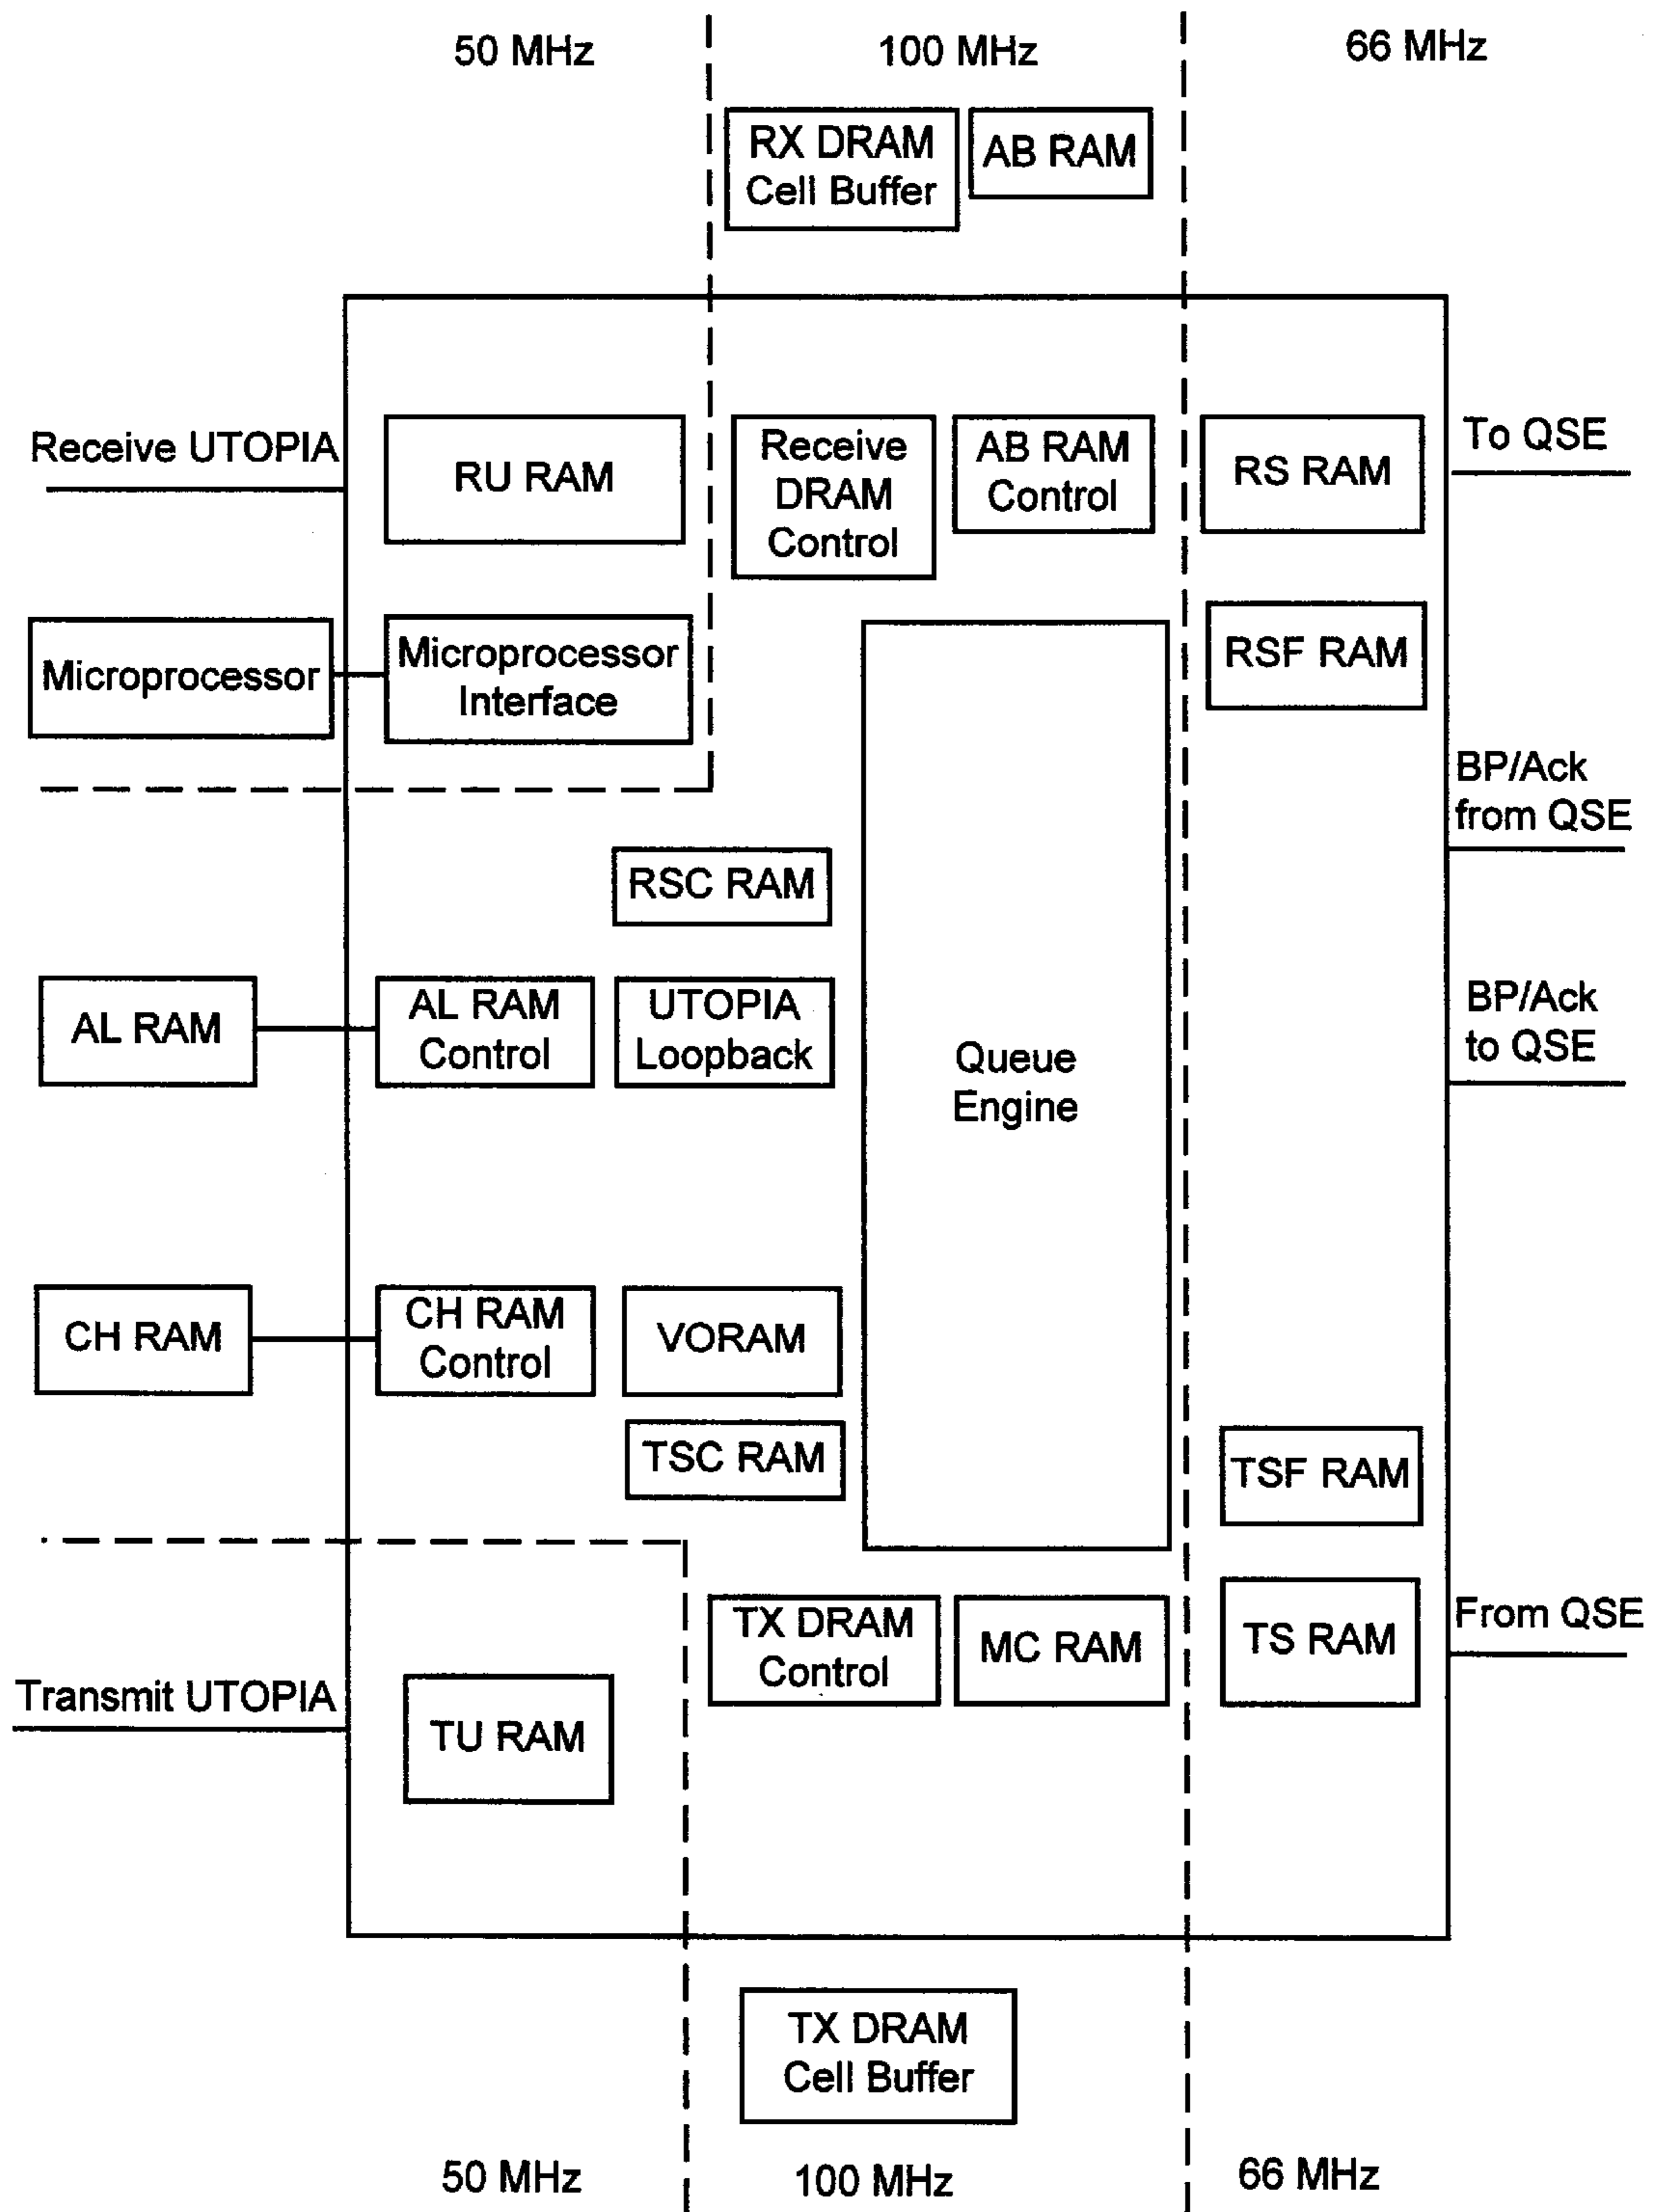 50 MHz
100 MHz
66 MHz
RX DRAM
Cell Buffer
AB RAM
Receive UTOPIA
RU RAM
Receive
DRAM
Control
AB RAM
Control
RS RAM
To QSE
Microprocessor
Microprocessor
Interface
RSF RAM
BP/Ack
from QSE
RSC RAM
AL RAM
AL RAM
Control
UTOPIA
Loopback
Queue
Engine
BP/Ack
to QSE
CH RAM
CH RAM
Control
VORAM
TSC RAM
TSF RAM
Transmit UTOPIA
TU RAM
TX DRAM
Control
MC RAM
TS RAM
From QSE
TX DRAM
Cell Buffer
50 MHz
100 MHz
66 MHz